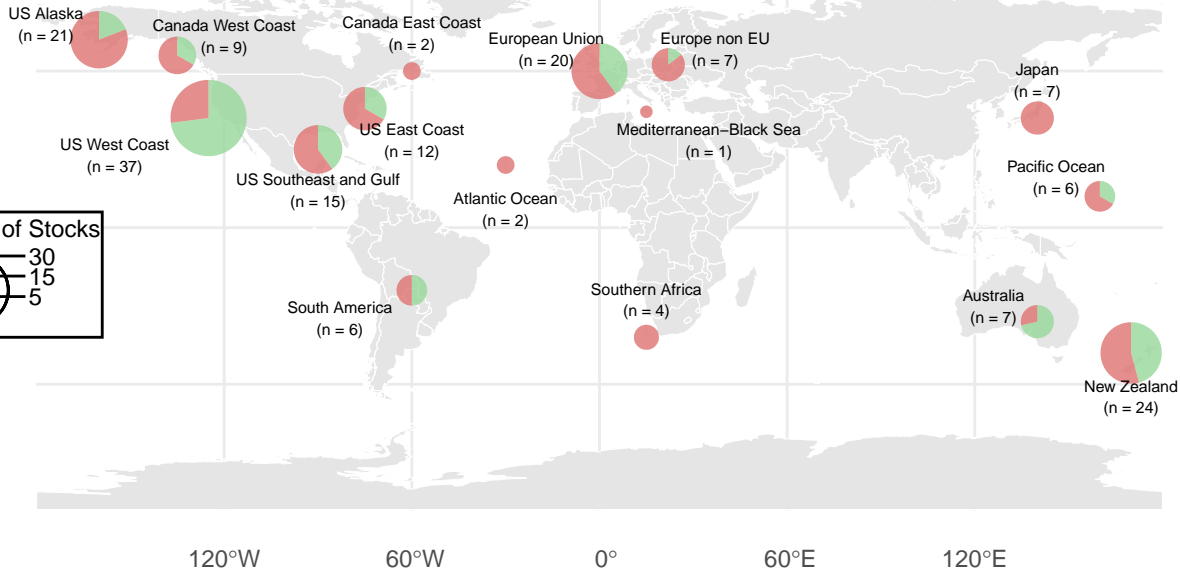 US Alaska
(n = 21)
Canada West Coast
(n = 9)
Canada East Coast
(n = 2)
European Union
(n = 20)
Europe non EU
(n = 7)
Japan
(n = 7)
US West Coast
(n = 37)
US East Coast
(n = 12)
Mediterranean−Black Sea
(n = 1)
US Southeast and Gulf
(n = 15)
Atlantic Ocean
(n = 2)
Pacific Ocean
(n = 6)
of Stocks
30
15
5
South America
(n = 6)
Southern Africa
(n = 4)
Australia
(n = 7)
New Zealand
(n = 24)
120°W
60°W
0°
60°E
120°E